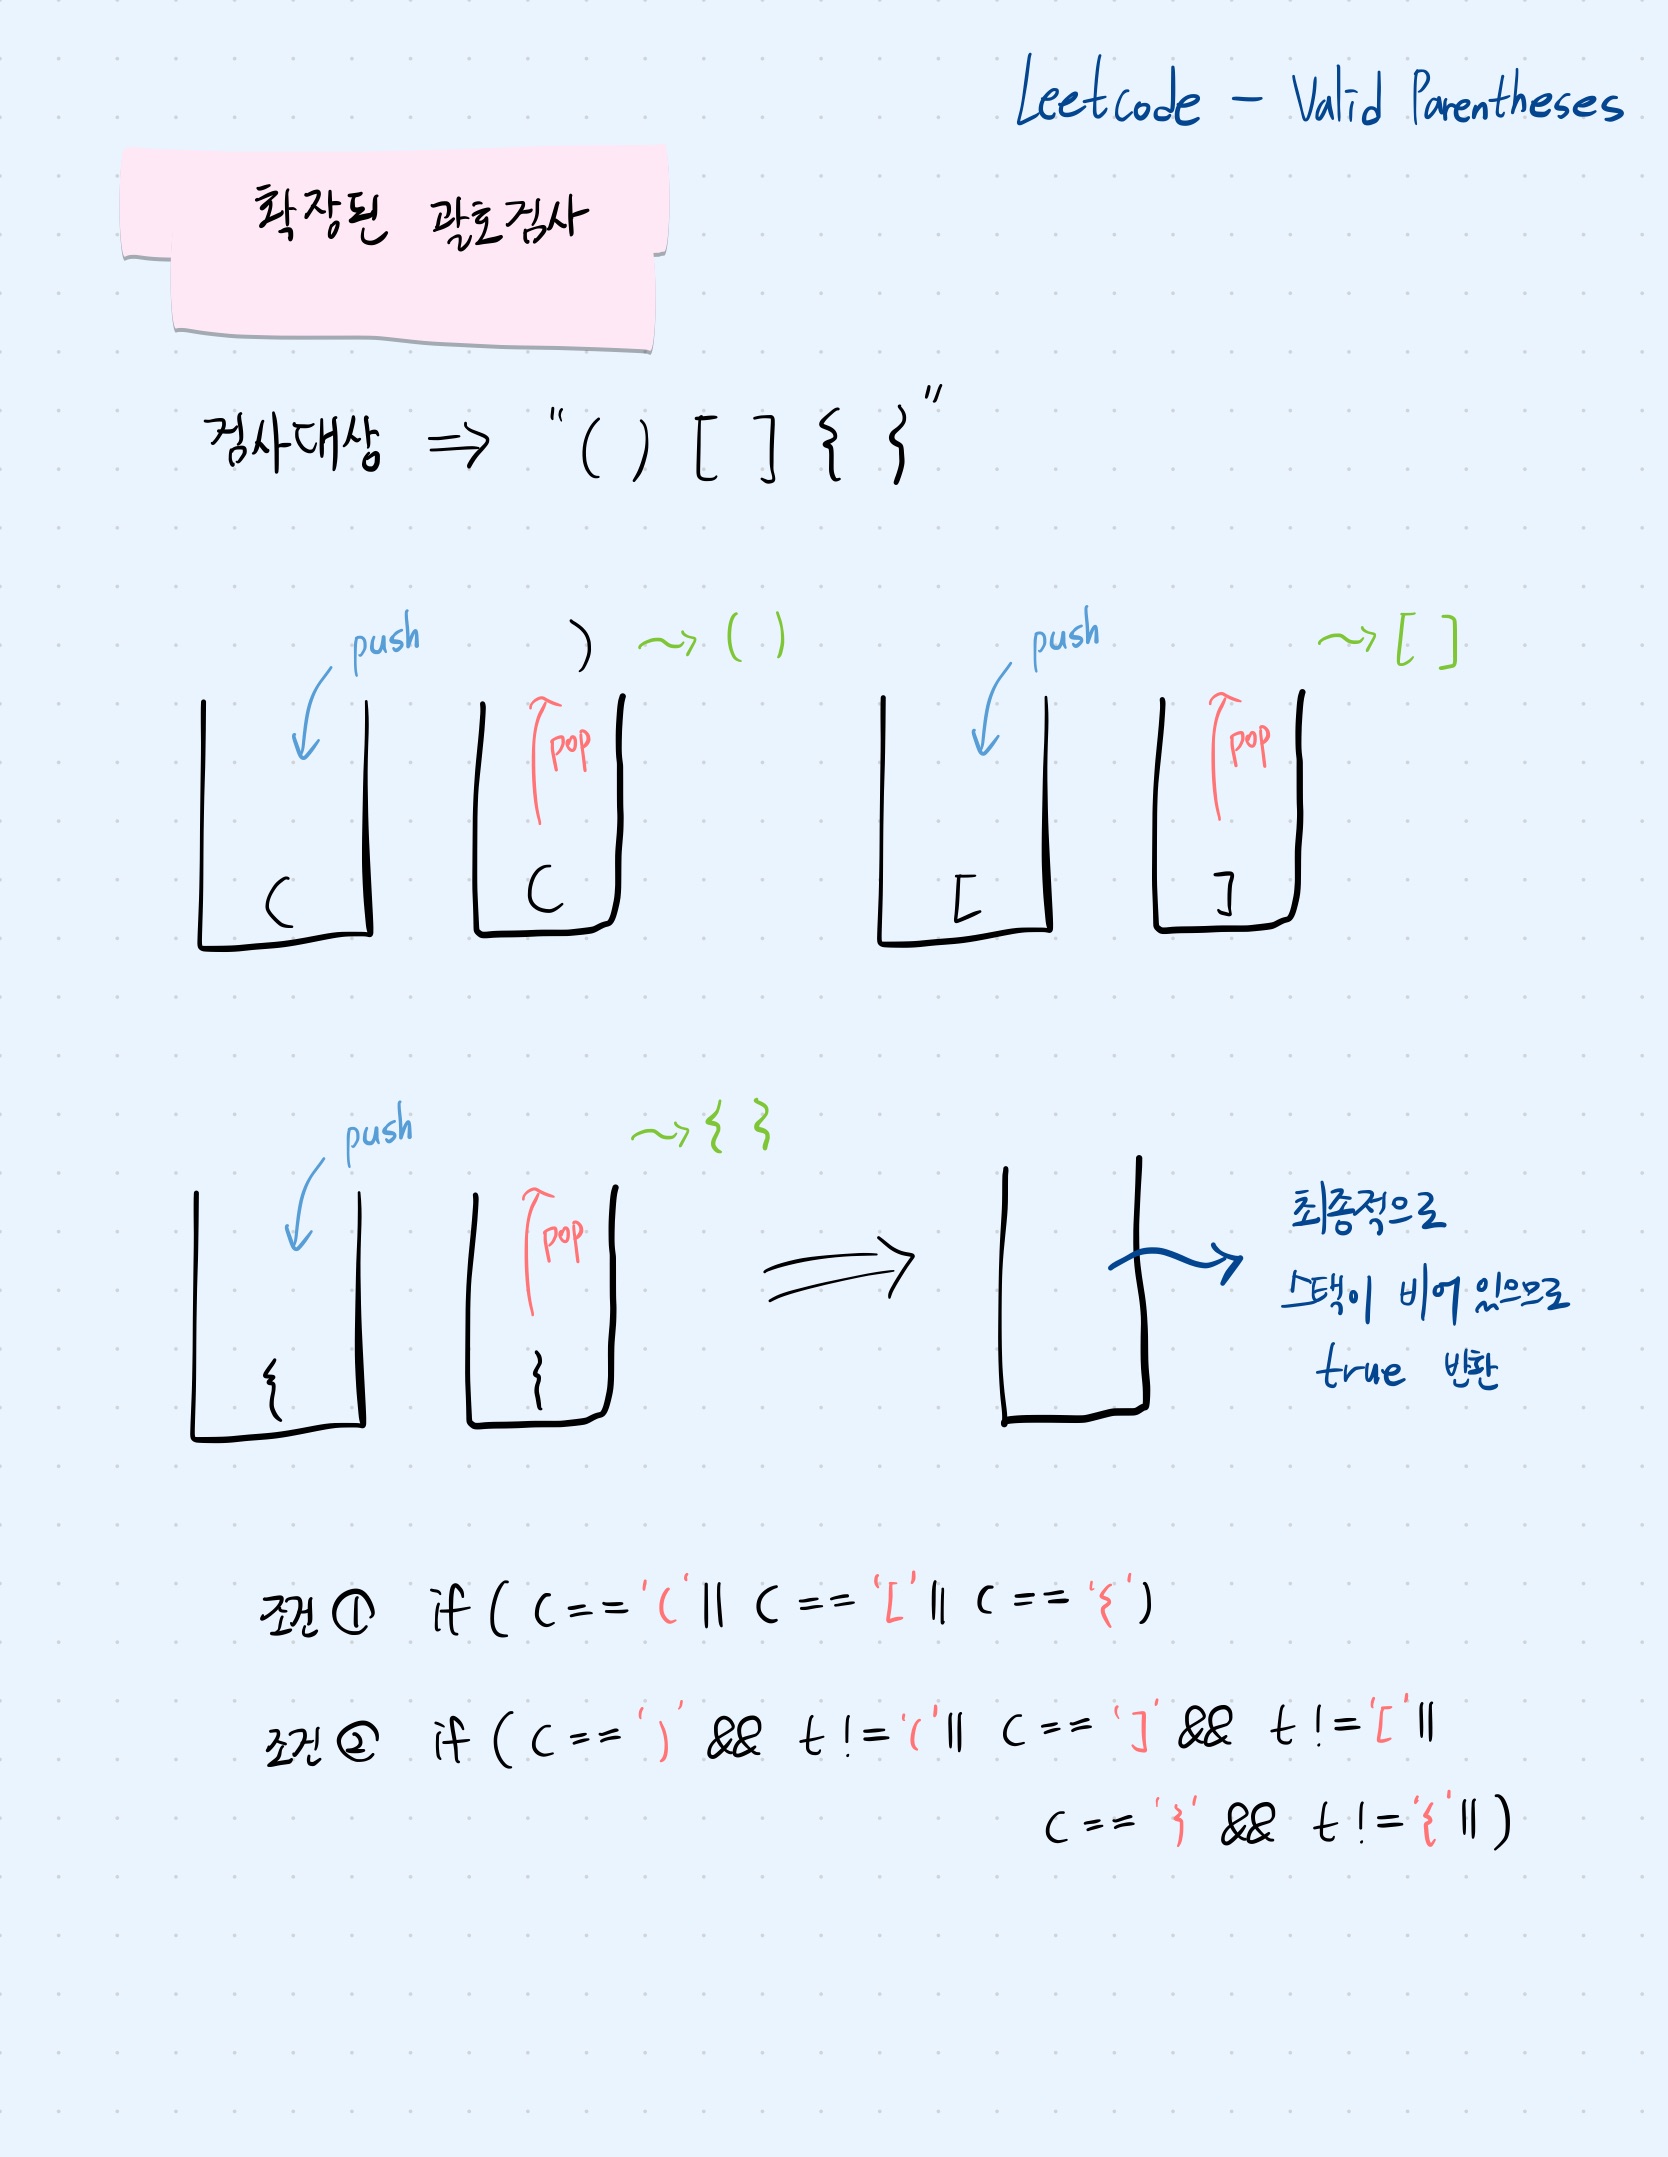 Leetcode - Valid Parentheses
확장된 괄호검사
검사대상 ⇒ "( ) [ ] { }"
push
) → ( )
pop
(
(
push
→ [ ]
pop
[
]
push
→ { }
pop
{
}
최종적으로
스택이 비어있으므로
true 반환
조건 ① if ( c == '(' || c == '[' || c == '{' )
조건 ② if ( c == ')' && t != '(' || c == ']' && t != '[' ||
c == '}' && t != '{' || )